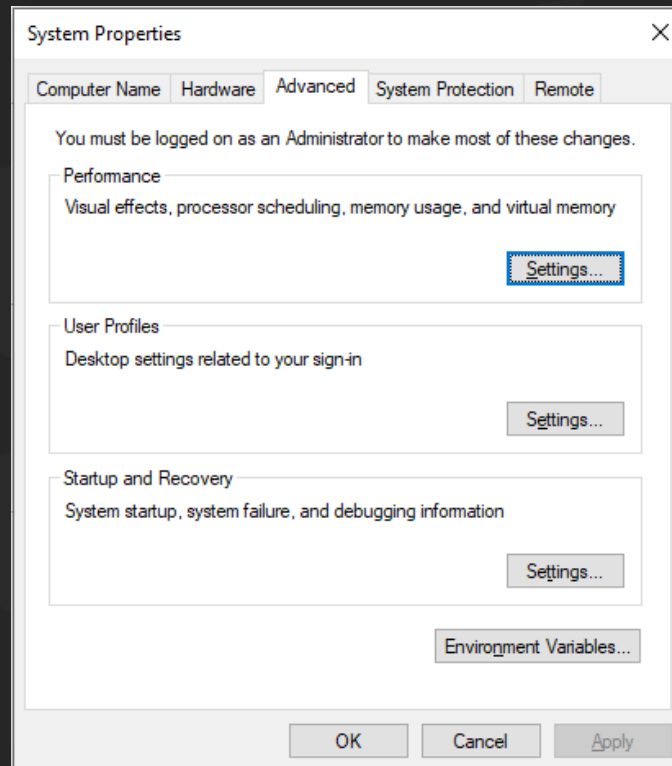 System Properties
Computer Name Hardware Advanced System Protection Remote
You must be logged on as an Administrator to make most of these changes.
Performance
Visual effects, processor scheduling, memory usage, and virtual memory
Settings...
User Profiles
Desktop settings related to your sign-in
Settings...
Startup and Recovery
System startup, system failure, and debugging information
Settings...
Environment Variables...
OK Cancel Apply